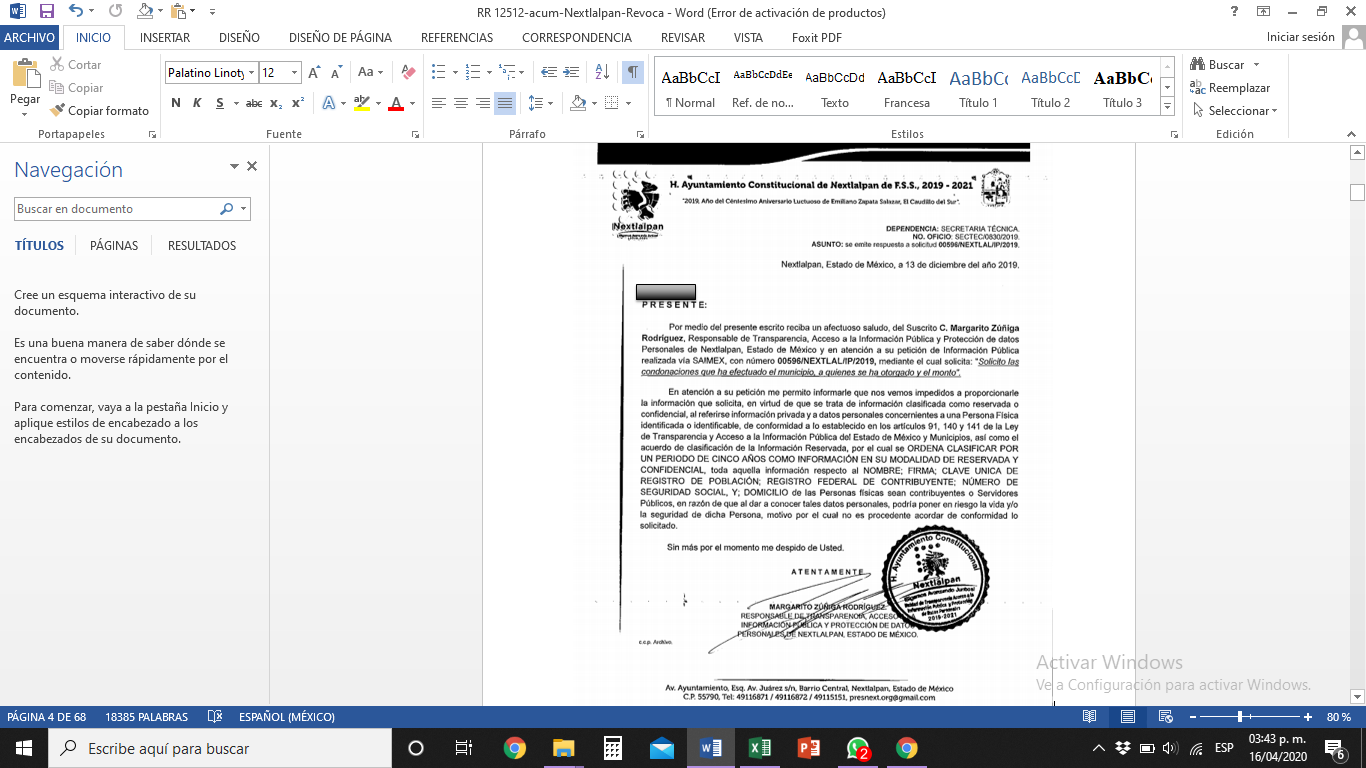 RR 12512-acum-Nextlalpan-Revoca - Word (Error de activación de productos)
ARCHIVO INICIO INSERTAR DISEÑO DISEÑO DE PÁGINA REFERENCIAS CORRESPONDENCIA REVISAR VISTA Foxit PDF Iniciar sesión
Pegar
Cortar
Copiar
Copiar formato
Portapapeles
Palatino Linoty 12
N K S abc x₂ x²
Fuente
Párrafo
AaBbCcI AaBbCcDdEe AaBbCcDd AaBbCcI AaBbCc AaBbCcD AaBbCc
¶ Normal Ref. de no... Texto Francesa Título 1 Título 2 Título 3
Estilos
Buscar
Reemplazar
Seleccionar
Edición
Navegación
Buscar en documento
TÍTULOS PÁGINAS RESULTADOS
Cree un esquema interactivo de su
documento.
Es una buena manera de saber dónde se
encuentra o moverse rápidamente por el
contenido.
Para comenzar, vaya a la pestaña Inicio y
aplique estilos de encabezado a los
encabezados de su documento.
H. Ayuntamiento Constitucional de Nextlalpan de F.S.S., 2019 - 2021
"2019, Año del Céntesimo Aniversario Luctuoso de Emiliano Zapata Salazar, El Caudillo del Sur".
Nextlalpan
DEPENDENCIA: SECRETARIA TÉCNICA.
NO. OFICIO: SECTEC/0830/2019.
ASUNTO: se emite respuesta a solicitud 00596/NEXTLAL/IP/2019.
Nextlalpan, Estado de México, a 13 de diciembre del año 2019.
P R E S E N T E:
Por medio del presente escrito reciba un afectuoso saludo, del Suscrito C. Margarito Zúñiga
Rodríguez, Responsable de Transparencia, Acceso a la Información Pública y Protección de datos
Personales de Nextlalpan, Estado de México y en atención a su petición de Información Pública
realizada vía SAIMEX, con número 00596/NEXTLAL/IP/2019, mediante el cual solicita: "Solicito las
condonaciones que ha efectuado el municipio, a quienes se ha otorgado y el monto".
En atención a su petición me permito informarle que nos vemos impedidos a proporcionarle
la información que solicita, en virtud de que se trata de información clasificada como reservada o
confidencial, al referirse información privada y a datos personales concernientes a una Persona Física
identificada o identificable, de conformidad a lo establecido en los artículos 91, 140 y 141 de la Ley
de Transparencia y Acceso a la Información Pública del Estado de México y Municipios, así como el
acuerdo de clasificación de la Información Reservada, por el cual se ORDENA CLASIFICAR POR
UN PERIODO DE CINCO AÑOS COMO INFORMACIÓN EN SU MODALIDAD DE RESERVADA Y
CONFIDENCIAL, toda aquella información respecto al NOMBRE; FIRMA; CLAVE UNICA DE
REGISTRO DE POBLACIÓN; REGISTRO FEDERAL DE CONTRIBUYENTE; NÚMERO DE
SEGURIDAD SOCIAL, Y; DOMICILIO de las Personas físicas sean contribuyentes o Servidores
Públicos, en razón de que al dar a conocer tales datos personales, podría poner en riesgo la vida y/o
la seguridad de dicha Persona, motivo por el cual no es procedente acordar de conformidad lo
solicitado.
Sin más por el momento me despido de Usted.
A T E N T A M E N T E
MARGARITO ZÚÑIGA RODRÍGUEZ.
RESPONSABLE DE TRANSPARENCIA, ACCESO
INFORMACIÓN PÚBLICA Y PROTECCIÓN DE DATOS
PERSONALES DE NEXTLALPAN, ESTADO DE MÉXICO.
H. Ayuntamiento Constitucional
Nextlalpan
2019-2021
c.c.p. Archivo.
Av. Ayuntamiento, Esq. Av. Juárez s/n, Barrio Central, Nextlalpan, Estado de México
C.P. 55790, Tel: 49116871 / 49116872 / 49115151, presnext.org@gmail.com
Activar Windows
Ve a Configuración para activar Windows.
PÁGINA 4 DE 68 18385 PALABRAS ESPAÑOL (MÉXICO) 80 %
Escribe aquí para buscar
2
ESP
03:43 p. m.
16/04/2020
6